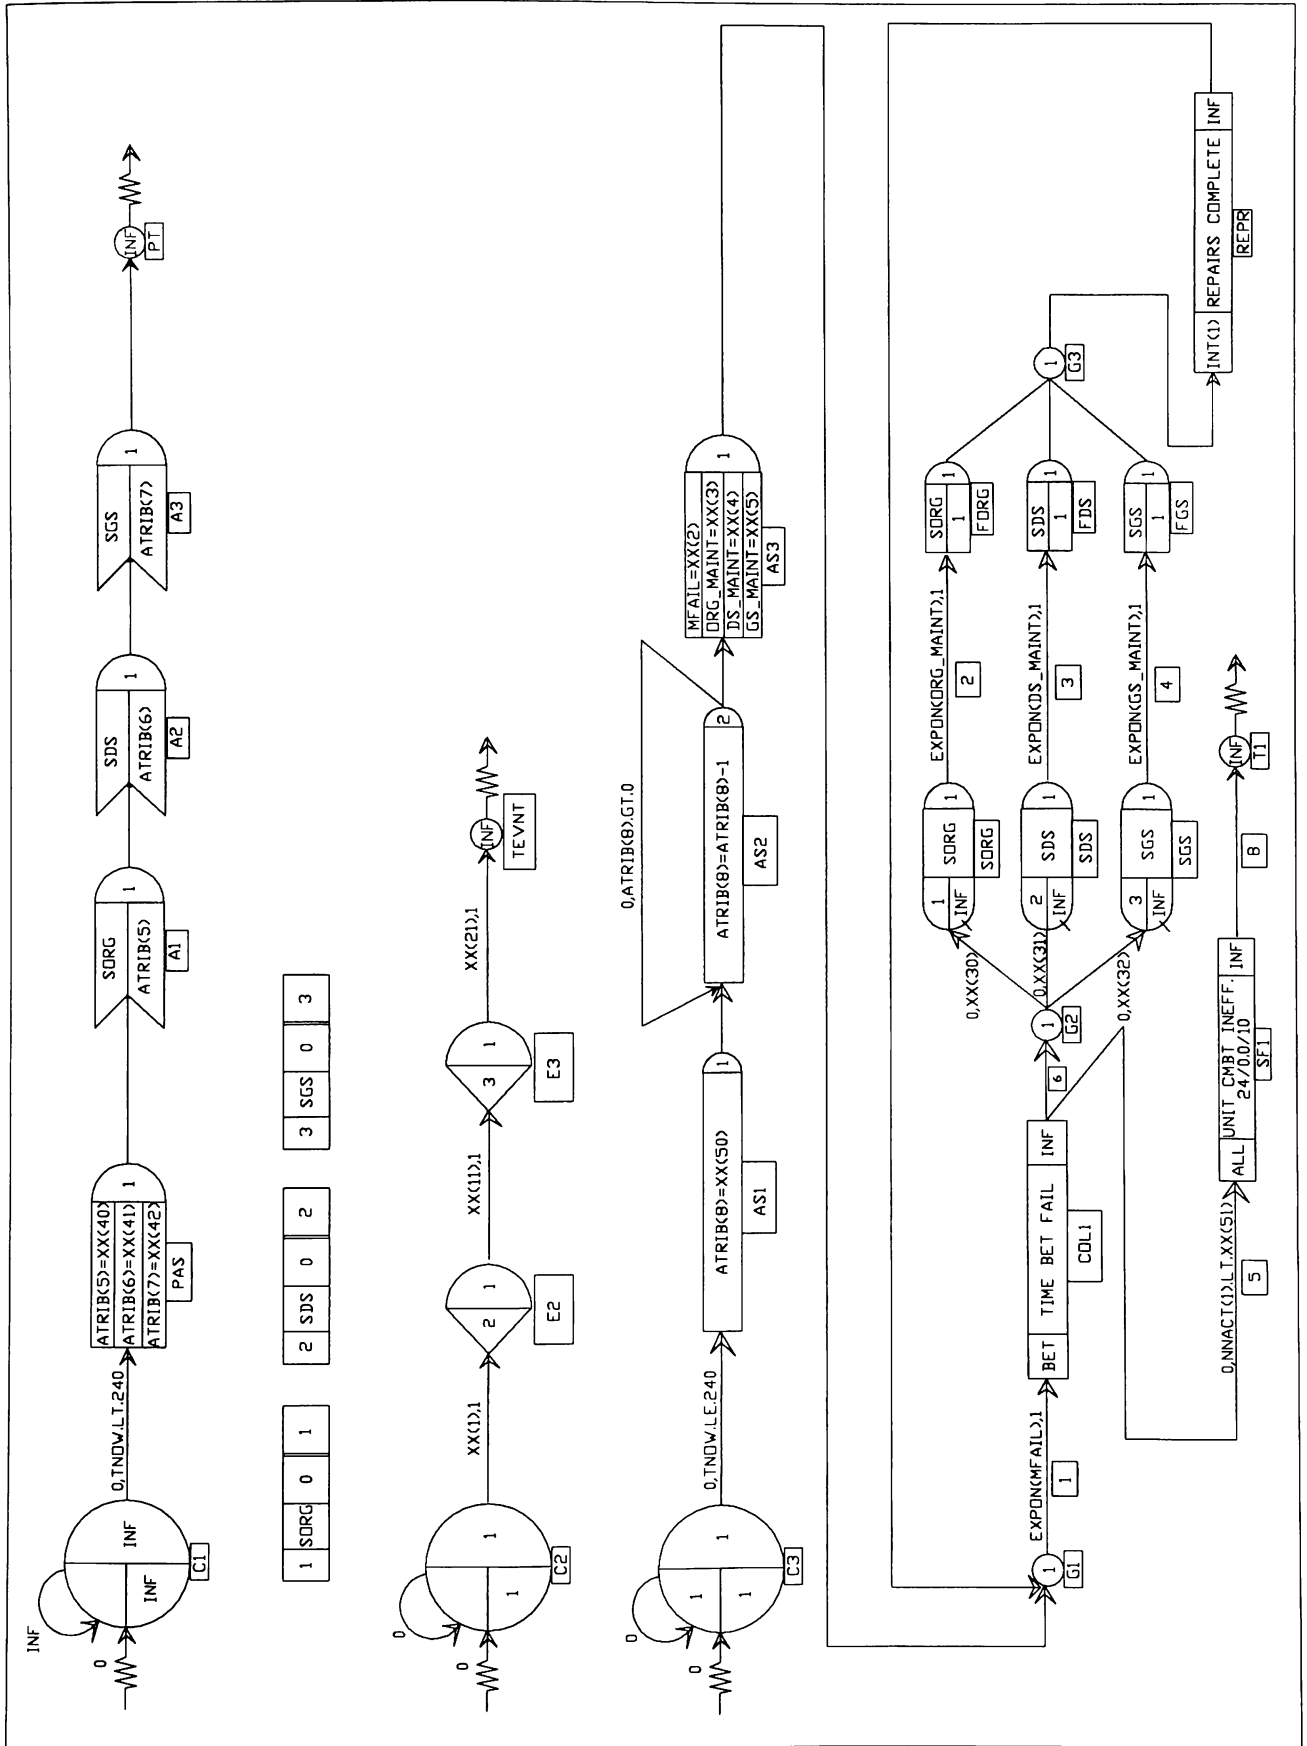 INF
0
INF
INF
C1
0,TNOW.LT.240
ATRIB(5)=XX(40)
ATRIB(6)=XX(41)
ATRIB(7)=XX(42)
1
PAS
SORG
ATRIB(5)
1
A1
SDS
ATRIB(6)
1
A2
SGS
ATRIB(7)
1
A3
INF
PT
1 SORG 0 1
2 SDS 0 2
3 SGS 0 3
0
0
1
1
C2
XX(1),1
2
1
E2
XX(11),1
3
1
E3
XX(21),1
INF
TEVNT
0
0
1
1
1
C3
0,TNOW.LE.240
ATRIB(8)=XX(50)
1
AS1
ATRIB(8)=ATRIB(8)-1
2
AS2
0,ATRIB(8).GT.0
MFAIL=XX(2)
ORG_MAINT=XX(3)
DS_MAINT=XX(4)
GS_MAINT=XX(5)
1
AS3
1
G1
EXPON(MFAIL),1
1
BET TIME BET FAIL INF
COL1
6
1
G2
0,XX(30)
0,XX(31)
0,XX(32)
1
INF
SORG
1
SORG
EXPON(ORG_MAINT),1
2
SORG
1
1
FORG
2
INF
SDS
1
SDS
EXPON(DS_MAINT),1
3
SDS
1
1
FDS
3
INF
SGS
1
SGS
EXPON(GS_MAINT),1
4
SGS
1
1
FGS
1
G3
INT(1) REPAIRS COMPLETE INF
REPR
0,NNACT(1).LT.XX(51)
5
ALL UNIT CMBT INEFF. INF
24/0.0/10
SF1
8
INF
T1